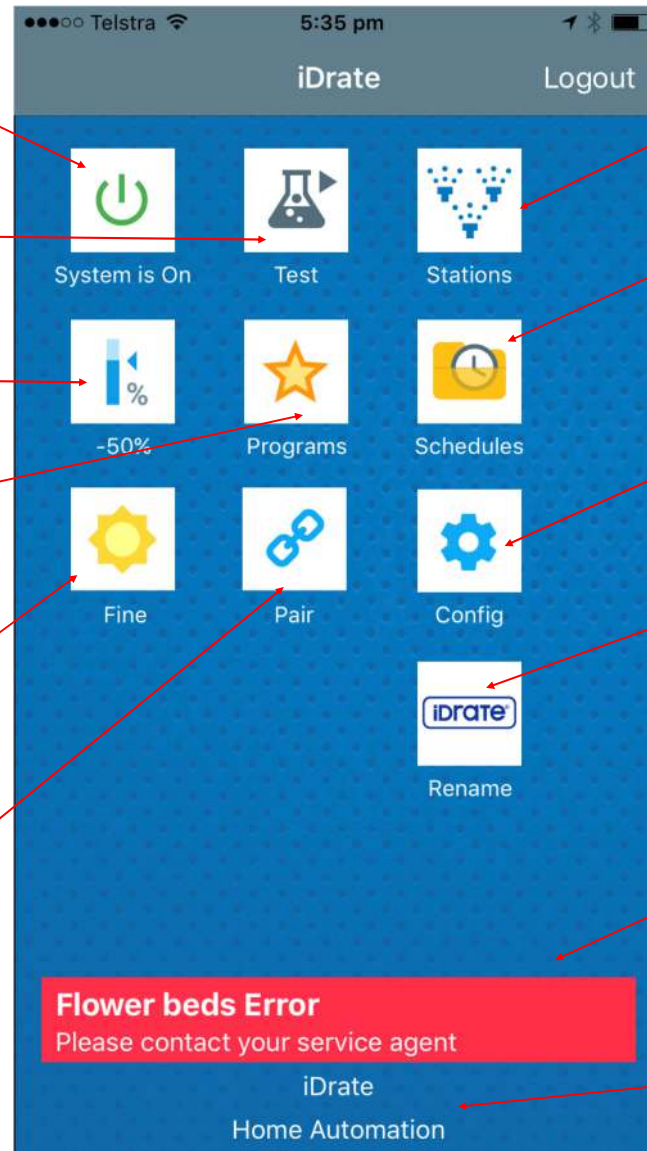 Telstra 5:35 pm
iDrate Logout
System is On Test Stations
%
-50% Programs Schedules
Fine Pair Config
iDrate
Rename
Flower beds Error
Please contact your service agent
iDrate
Home Automation